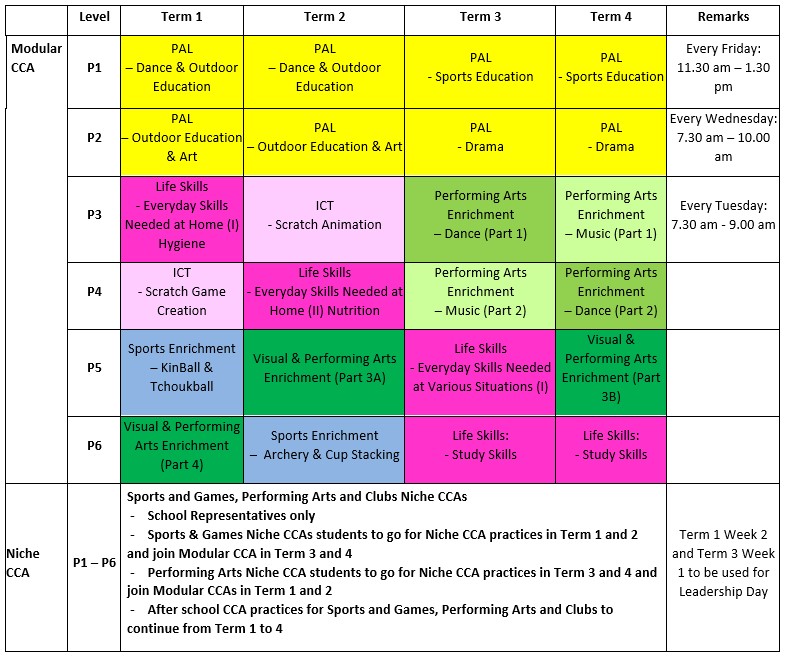 Level Term 1 Term 2 Term 3 Term 4 Remarks
Modular
CCA
P1
PAL
– Dance & Outdoor
Education
PAL
– Dance & Outdoor
Education
PAL
- Sports Education
PAL
- Sports Education
Every Friday:
11.30 am – 1.30
pm
P2
PAL
– Outdoor Education
& Art
PAL
– Outdoor Education & Art
PAL
- Drama
PAL
- Drama
Every Wednesday:
7.30 am – 10.00
am
P3
Life Skills
- Everyday Skills
Needed at Home (I)
Hygiene
ICT
- Scratch Animation
Performing Arts
Enrichment
– Dance (Part 1)
Performing Arts
Enrichment
– Music (Part 1)
Every Tuesday:
7.30 am - 9.00 am
P4
ICT
- Scratch Game
Creation
Life Skills
- Everyday Skills Needed at
Home (II) Nutrition
Performing Arts
Enrichment
– Music (Part 2)
Performing Arts
Enrichment
– Dance (Part 2)
P5
Sports Enrichment
– KinBall &
Tchoukball
Visual & Performing Arts
Enrichment (Part 3A)
Life Skills
- Everyday Skills Needed
at Various Situations (I)
Visual &
Performing Arts
Enrichment (Part
3B)
P6
Visual & Performing
Arts Enrichment
(Part 4)
Sports Enrichment
– Archery & Cup Stacking
Life Skills:
- Study Skills
Life Skills:
- Study Skills
Niche
CCA
P1 – P6
Sports and Games, Performing Arts and Clubs Niche CCAs
- School Representatives only
- Sports & Games Niche CCAs students to go for Niche CCA practices in Term 1 and 2
and join Modular CCA in Term 3 and 4
- Performing Arts Niche CCA students to go for Niche CCA practices in Term 3 and 4 and
join Modular CCAs in Term 1 and 2
- After school CCA practices for Sports and Games, Performing Arts and Clubs to
continue from Term 1 to 4
Term 1 Week 2
and Term 3 Week
1 to be used for
Leadership Day